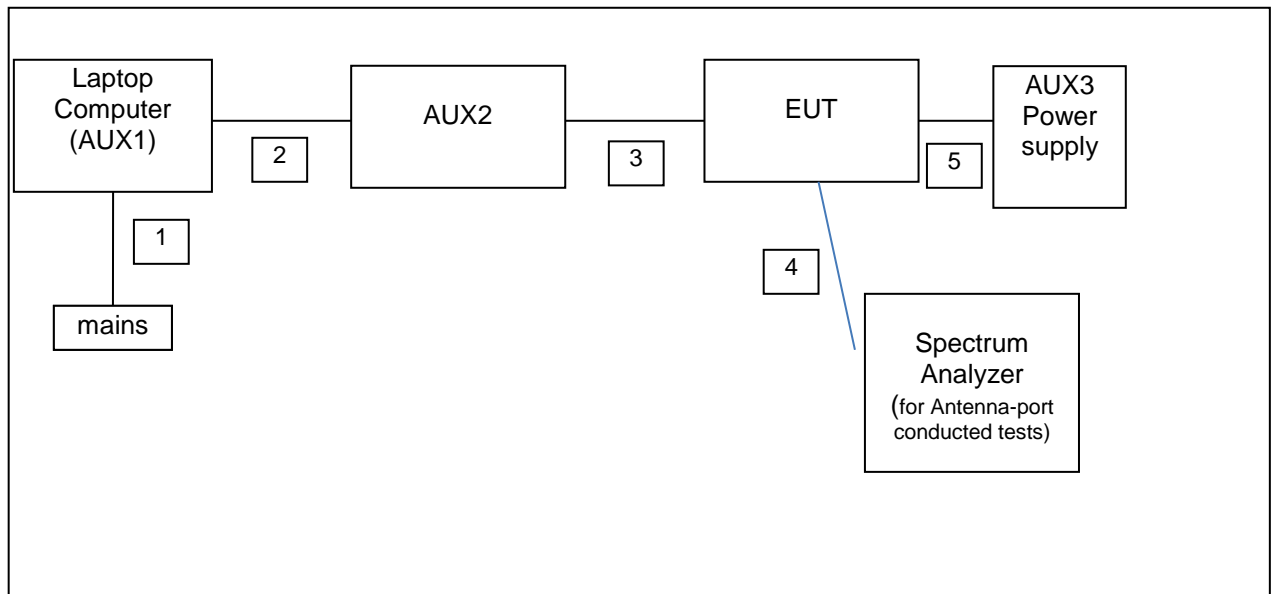 Laptop
Computer
(AUX1)
AUX2
EUT
AUX3
Power
supply
2
3
5
1
4
mains
Spectrum
Analyzer
(for Antenna-port
conducted tests)